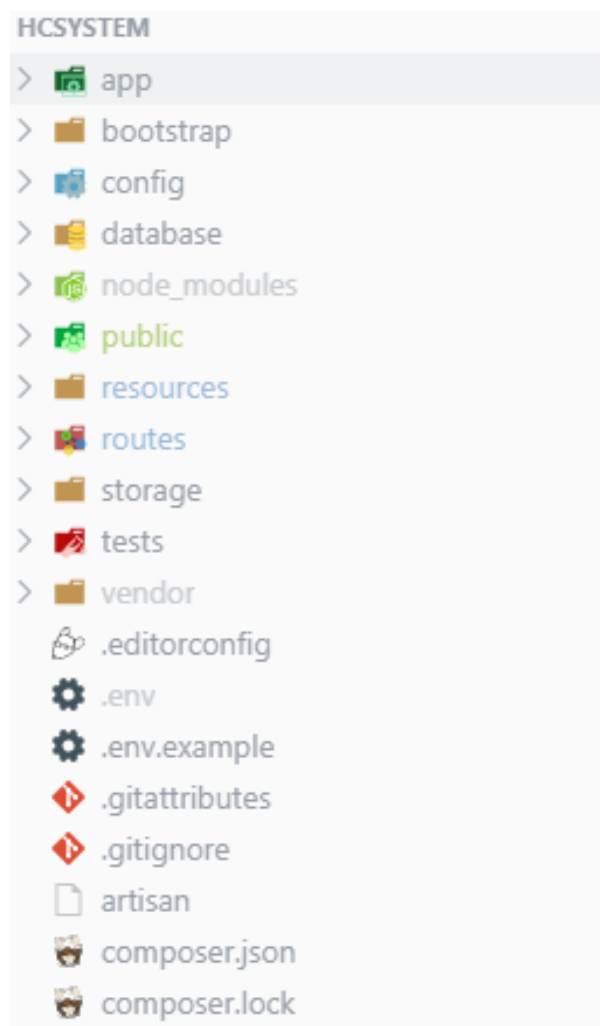 HCSYSTEM
app
bootstrap
config
database
node_modules
public
resources
routes
storage
tests
vendor
.editorconfig
.env
.env.example
.gitattributes
.gitignore
artisan
composer.json
composer.lock